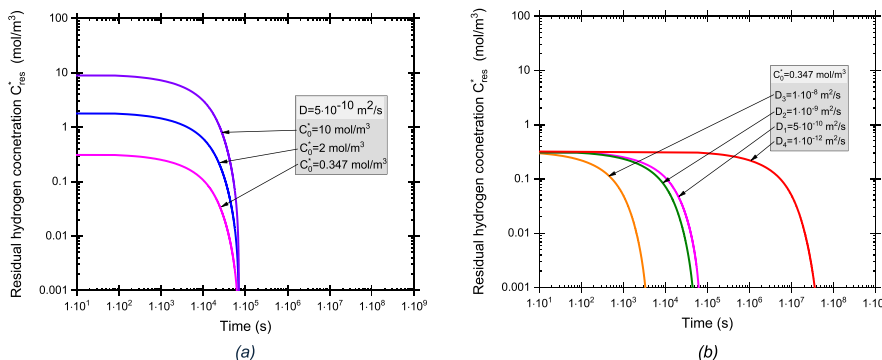 Residual hydrogen cocnetration C*res (mol/m³)
100
10
1
0.1
0.01
0.001
D=5·10⁻¹⁰ m²/s
C*0=10 mol/m³
C*0=2 mol/m³
C*0=0.347 mol/m³
1·10¹ 1·10² 1·10³ 1·10⁴ 1·10⁵ 1·10⁶ 1·10⁷ 1·10⁸ 1·10⁹
Time (s)
(a)
Residual hydrogen cocnetration C*res (mol/m³)
100
10
1
0.1
0.01
0.001
C*0=0.347 mol/m³
D3=1·10⁻⁸ m²/s
D2=1·10⁻⁹ m²/s
D1=5·10⁻¹⁰ m²/s
D4=1·10⁻¹² m²/s
1·10¹ 1·10² 1·10³ 1·10⁴ 1·10⁵ 1·10⁶ 1·10⁷ 1·10⁸
Time (s)
(b)